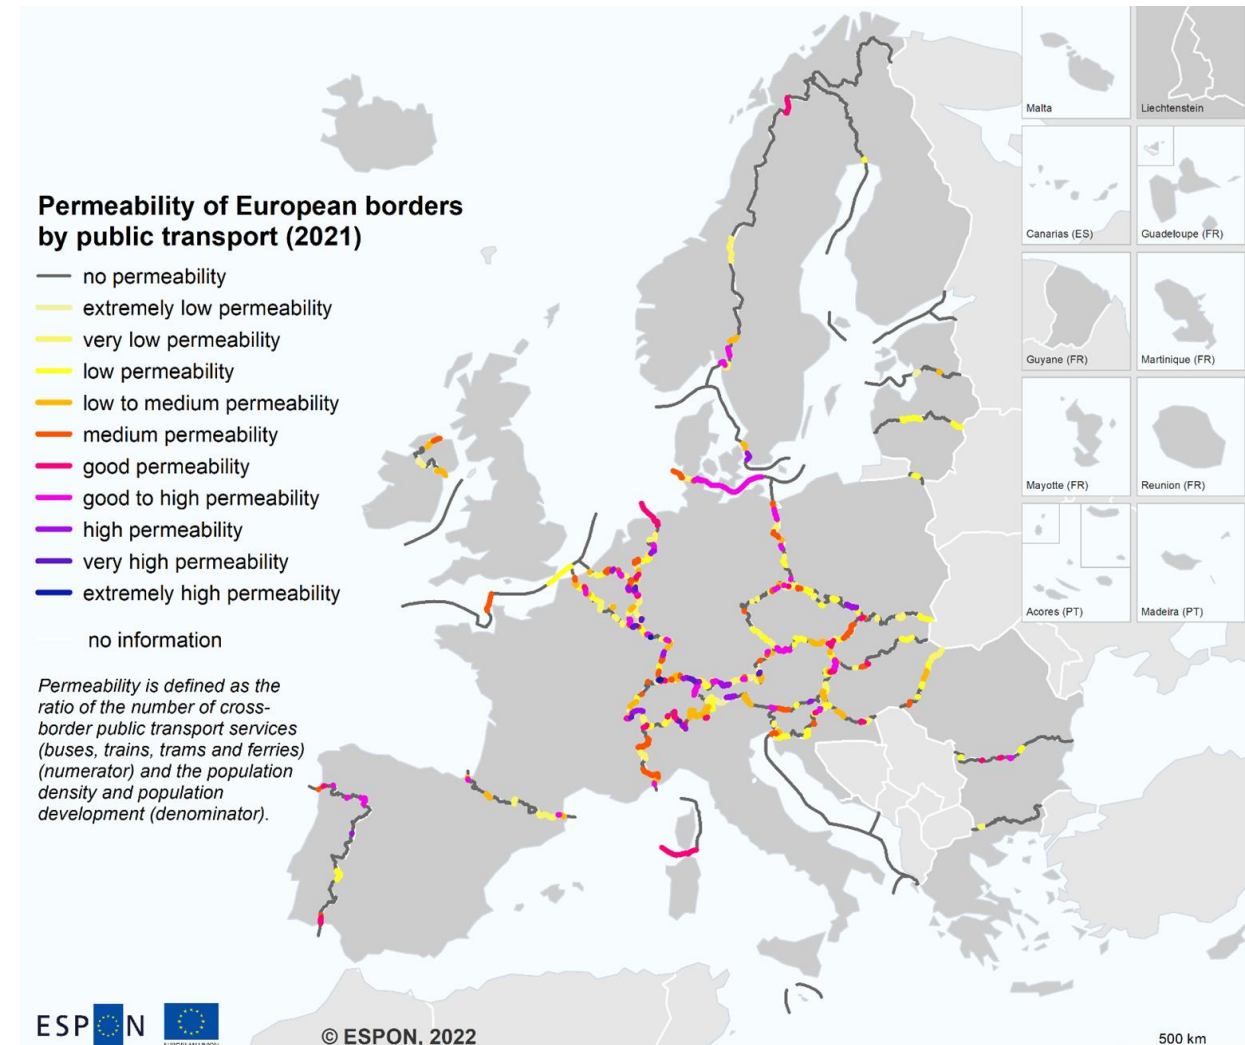 Permeability of European borders
by public transport (2021)
no permeability
extremely low permeability
very low permeability
low permeability
low to medium permeability
medium permeability
good permeability
good to high permeability
high permeability
very high permeability
extremely high permeability
no information
Permeability is defined as the
ratio of the number of cross-
border public transport services
(buses, trains, trams and ferries)
(numerator) and the population
density and population
development (denominator).
Malta
Liechtenstein
Canarias (ES)
Guadeloupe (FR)
Guyane (FR)
Martinique (FR)
Mayotte (FR)
Reunion (FR)
Acores (PT)
Madeira (PT)
ESPON
© ESPON, 2022
500 km